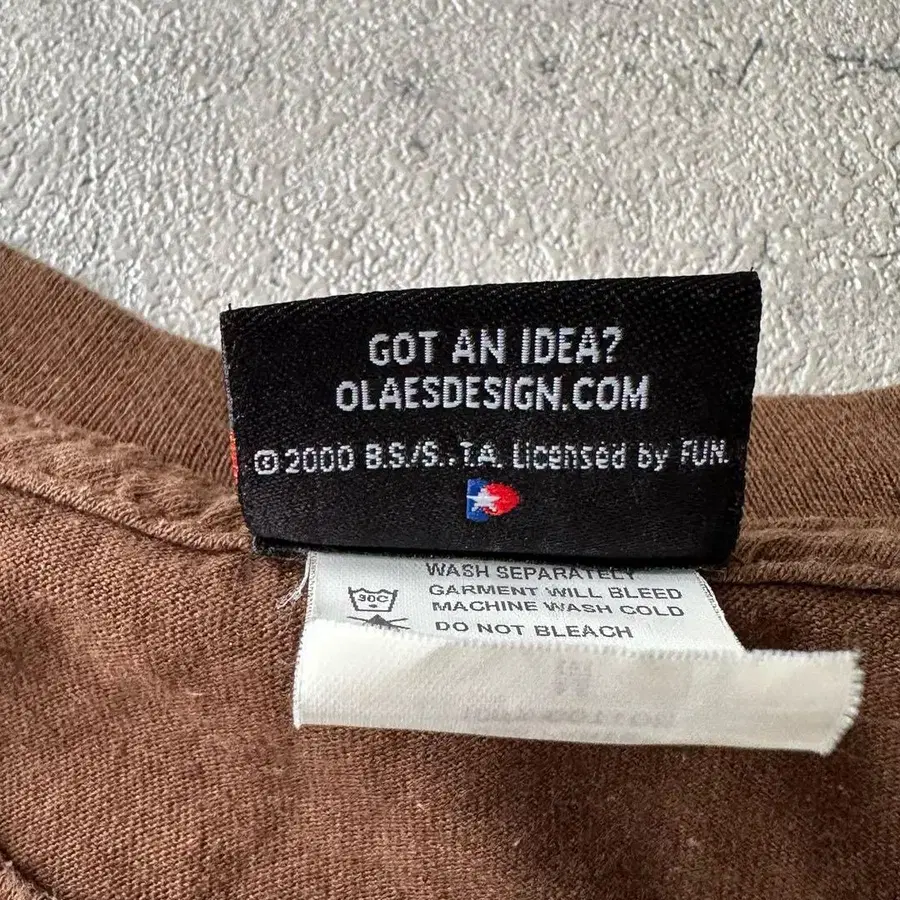 GOT AN IDEA?
OLAESDESIGN.COM
©2000 B.S./S., T.A. Licensed by FUN.
WASH SEPARATELY
GARMENT WILL BLEED
30C
MACHINE WASH COLD
DO NOT BLEACH